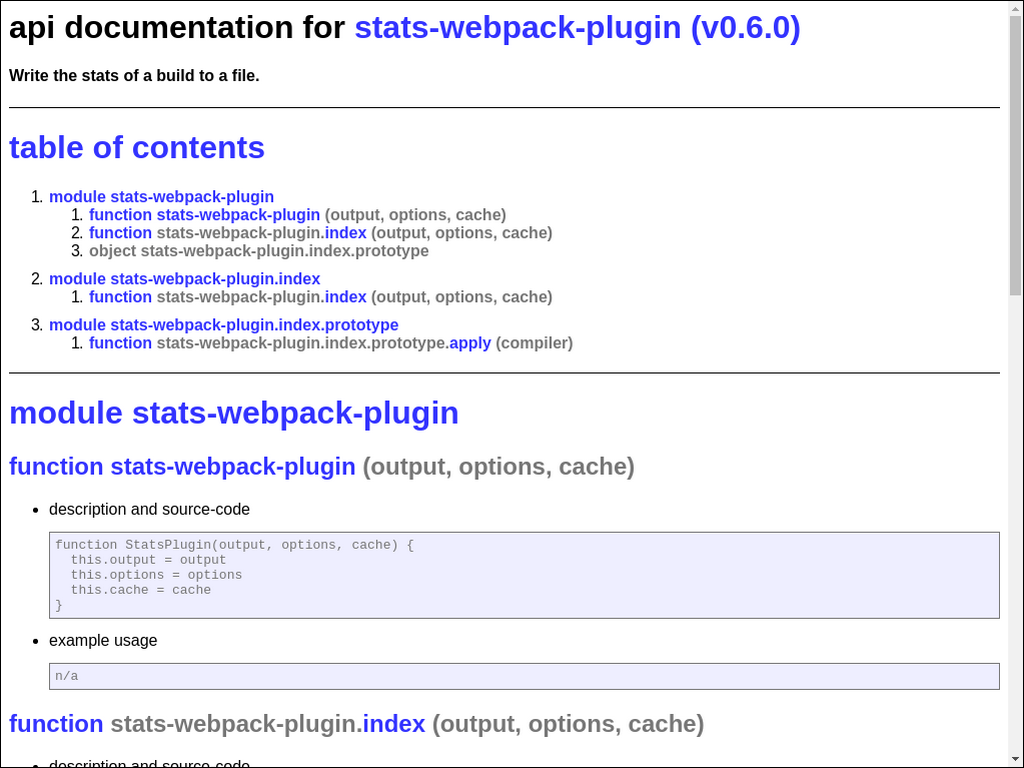 api documentation for stats-webpack-plugin (v0.6.0)
Write the stats of a build to a file.
table of contents
1. module stats-webpack-plugin
1. function stats-webpack-plugin (output, options, cache)
2. function stats-webpack-plugin.index (output, options, cache)
3. object stats-webpack-plugin.index.prototype
2. module stats-webpack-plugin.index
1. function stats-webpack-plugin.index (output, options, cache)
3. module stats-webpack-plugin.index.prototype
1. function stats-webpack-plugin.index.prototype.apply (compiler)
module stats-webpack-plugin
function stats-webpack-plugin (output, options, cache)
• description and source-code
function StatsPlugin(output, options, cache) {
  this.output = output
  this.options = options
  this.cache = cache
}
• example usage
n/a
function stats-webpack-plugin.index (output, options, cache)
• description and source-code